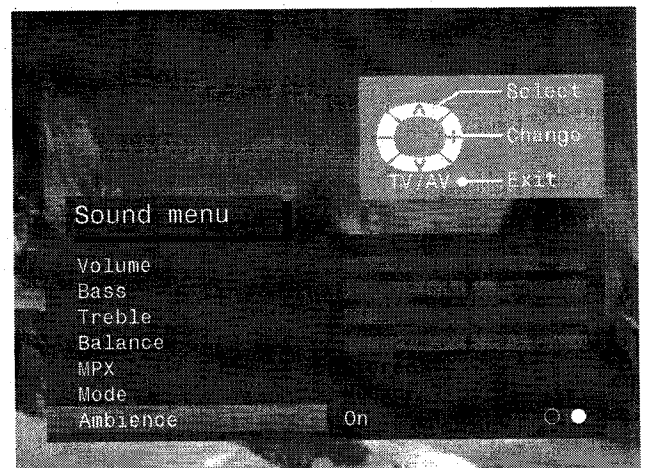 Select
Change
TV/AV Exit
Sound menu
Volume
Bass
Treble
Balance
MPX
Mode
Ambience On